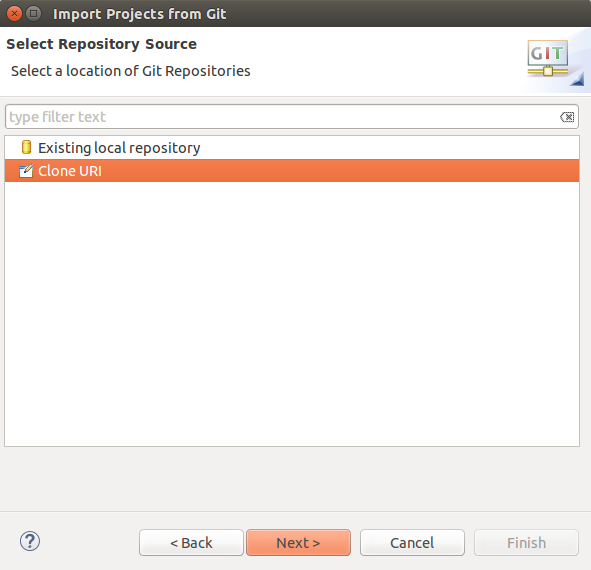 Import Projects from Git
Select Repository Source
Select a location of Git Repositories
GIT
type filter text
Existing local repository
Clone URI
? < Back Next > Cancel Finish